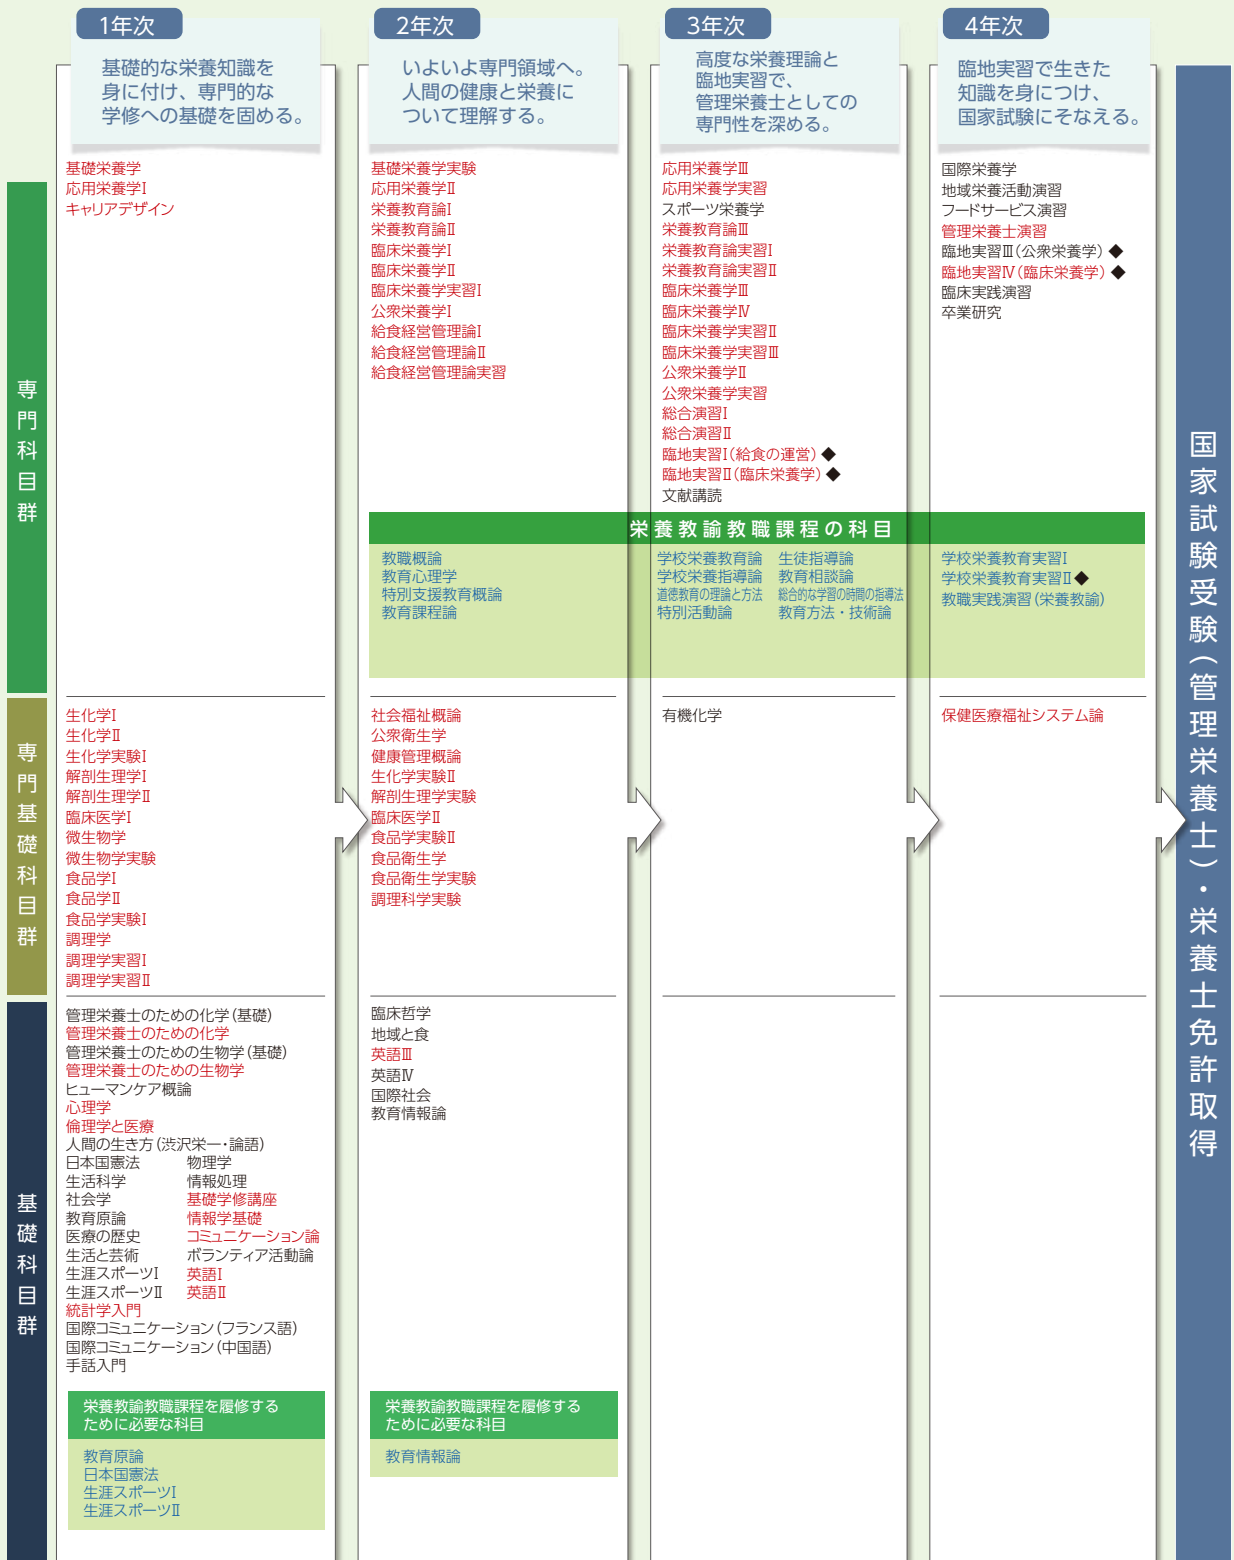 1年次
基礎的な栄養知識を
身に付け、専門的な
学修への基礎を固める。
2年次
いよいよ専門領域へ。
人間の健康と栄養に
ついて理解する。
3年次
高度な栄養理論と
臨地実習で、
管理栄養士としての
専門性を深める。
4年次
臨地実習で生きた
知識を身につけ、
国家試験にそなえる。
専門科目群
基礎栄養学
応用栄養学Ⅰ
キャリアデザイン
基礎栄養学実験
応用栄養学Ⅱ
栄養教育論Ⅰ
栄養教育論Ⅱ
臨床栄養学Ⅰ
臨床栄養学Ⅱ
臨床栄養学実習Ⅰ
公衆栄養学Ⅰ
給食経営管理論Ⅰ
給食経営管理論Ⅱ
給食経営管理論実習
応用栄養学Ⅲ
応用栄養学実習
スポーツ栄養学
栄養教育論Ⅲ
栄養教育論実習Ⅰ
栄養教育論実習Ⅱ
臨床栄養学Ⅲ
臨床栄養学Ⅳ
臨床栄養学実習Ⅱ
臨床栄養学実習Ⅲ
公衆栄養学Ⅱ
公衆栄養学実習
総合演習Ⅰ
総合演習Ⅱ
臨地実習Ⅰ(給食の運営)◆
臨地実習Ⅱ(臨床栄養学)◆
文献講読
国際栄養学
地域栄養活動演習
フードサービス演習
管理栄養士演習
臨地実習Ⅲ(公衆栄養学)◆
臨地実習Ⅳ(臨床栄養学)◆
臨床実践演習
卒業研究
栄養教諭教職課程の科目
教職概論
教育心理学
特別支援教育概論
教育課程論
学校栄養教育論 生徒指導論
学校栄養指導論 教育相談論
道徳教育の理論と方法 総合的な学習の時間の指導法
特別活動論 教育方法・技術論
学校栄養教育実習Ⅰ
学校栄養教育実習Ⅱ◆
教職実践演習(栄養教諭)
専門基礎科目群
生化学Ⅰ
生化学Ⅱ
生化学実験Ⅰ
解剖生理学Ⅰ
解剖生理学Ⅱ
臨床医学Ⅰ
微生物学
微生物学実験
食品学Ⅰ
食品学Ⅱ
食品学実験Ⅰ
調理学
調理学実習Ⅰ
調理学実習Ⅱ
社会福祉概論
公衆衛生学
健康管理概論
生化学実験Ⅱ
解剖生理学実験
臨床医学Ⅱ
食品学実験Ⅱ
食品衛生学
食品衛生学実験
調理科学実験
有機化学
保健医療福祉システム論
基礎科目群
管理栄養士のための化学(基礎)
管理栄養士のための化学
管理栄養士のための生物学(基礎)
管理栄養士のための生物学
ヒューマンケア概論
心理学
倫理学と医療
人間の生き方(渋沢栄一・論語)
日本国憲法 物理学
生活科学 情報処理
社会学 基礎学修講座
教育原論 情報学基礎
医療の歴史 コミュニケーション論
生活と芸術 ボランティア活動論
生涯スポーツⅠ 英語Ⅰ
生涯スポーツⅡ 英語Ⅱ
統計学入門
国際コミュニケーション(フランス語)
国際コミュニケーション(中国語)
手話入門
栄養教諭教職課程を履修する
ために必要な科目
教育原論
日本国憲法
生涯スポーツⅠ
生涯スポーツⅡ
臨床哲学
地域と食
英語Ⅲ
英語Ⅳ
国際社会
教育情報論
栄養教諭教職課程を履修する
ために必要な科目
教育情報論
国家試験受験(管理栄養士)・栄養士免許取得